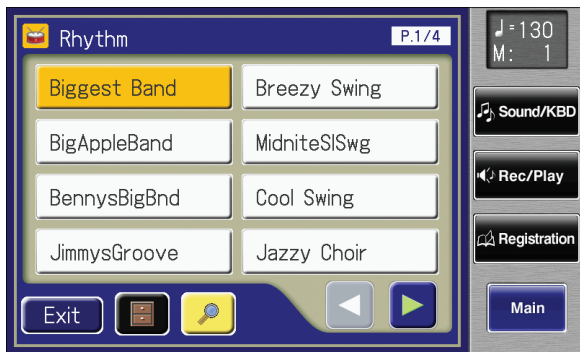 Rhythm P.1/4
Biggest Band Breezy Swing
BigAppleBand MidniteSlSwg
BennysBigBnd Cool Swing
JimmysGroove Jazzy Choir
Exit
♩=130
M: 1
Sound/KBD
Rec/Play
Registration
Main